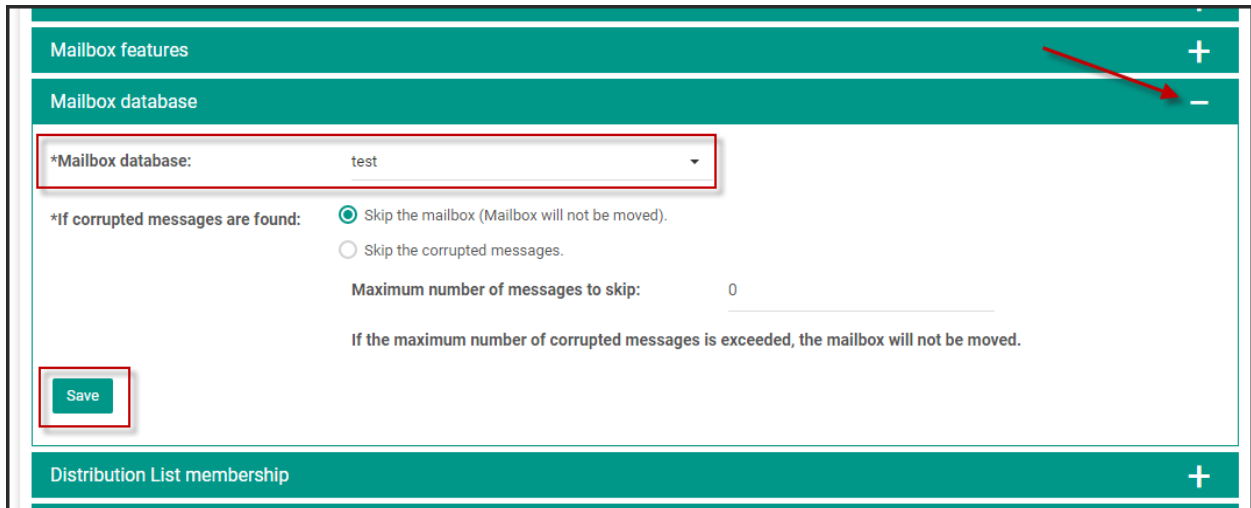 Mailbox features
Mailbox database
*Mailbox database: test
*If corrupted messages are found: Skip the mailbox (Mailbox will not be moved).
Skip the corrupted messages.
Maximum number of messages to skip: 0
If the maximum number of corrupted messages is exceeded, the mailbox will not be moved.
Save
Distribution List membership